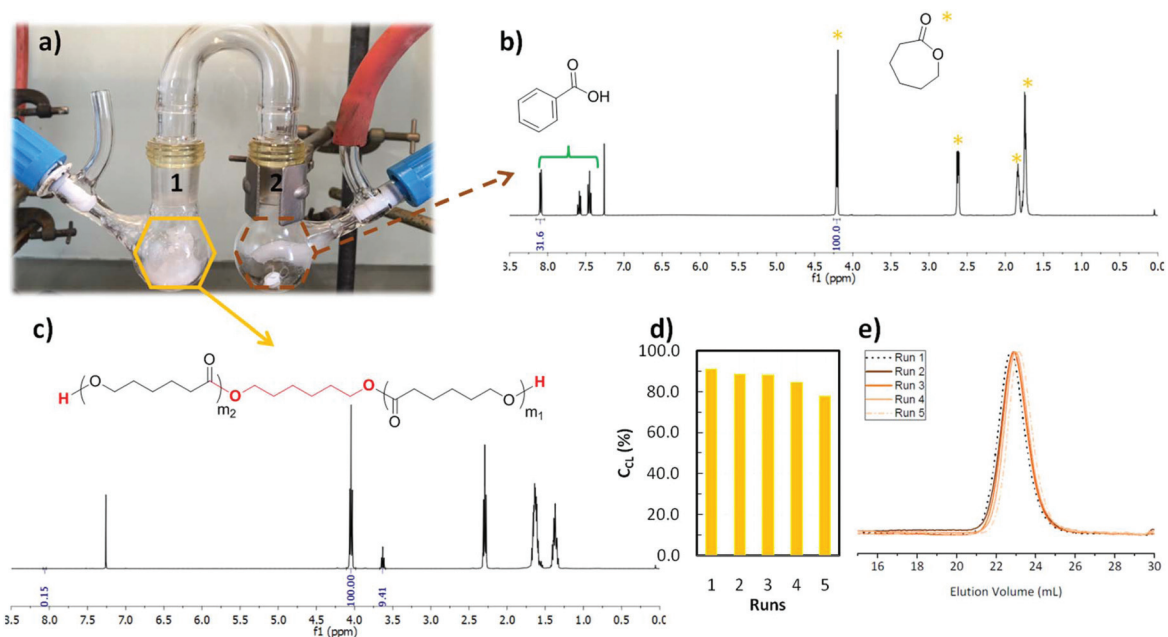 a)
1
2
b)
O
*
O
O
OH
*
*
*
*
31.6
100.0
8.5 8.0 7.5 7.0 6.5 6.0 5.5 5.0 4.5 4.0 3.5 3.0 2.5 2.0 1.5 1.0 0.5 0.0
f1 (ppm)
c)
H
O
O
m2
O
O
O
O
m1
H
0.15
100.00
9.41
8.5 8.0 7.5 7.0 6.5 6.0 5.5 5.0 4.5 4.0 3.5 3.0 2.5 2.0 1.5 1.0 0.5 0.0
f1 (ppm)
d)
CCL (%)
100.0
80.0
60.0
40.0
20.0
0.0
1 2 3 4 5
Runs
e)
Run 1
Run 2
Run 3
Run 4
Run 5
16 18 20 22 24 26 28 30
Elution Volume (mL)